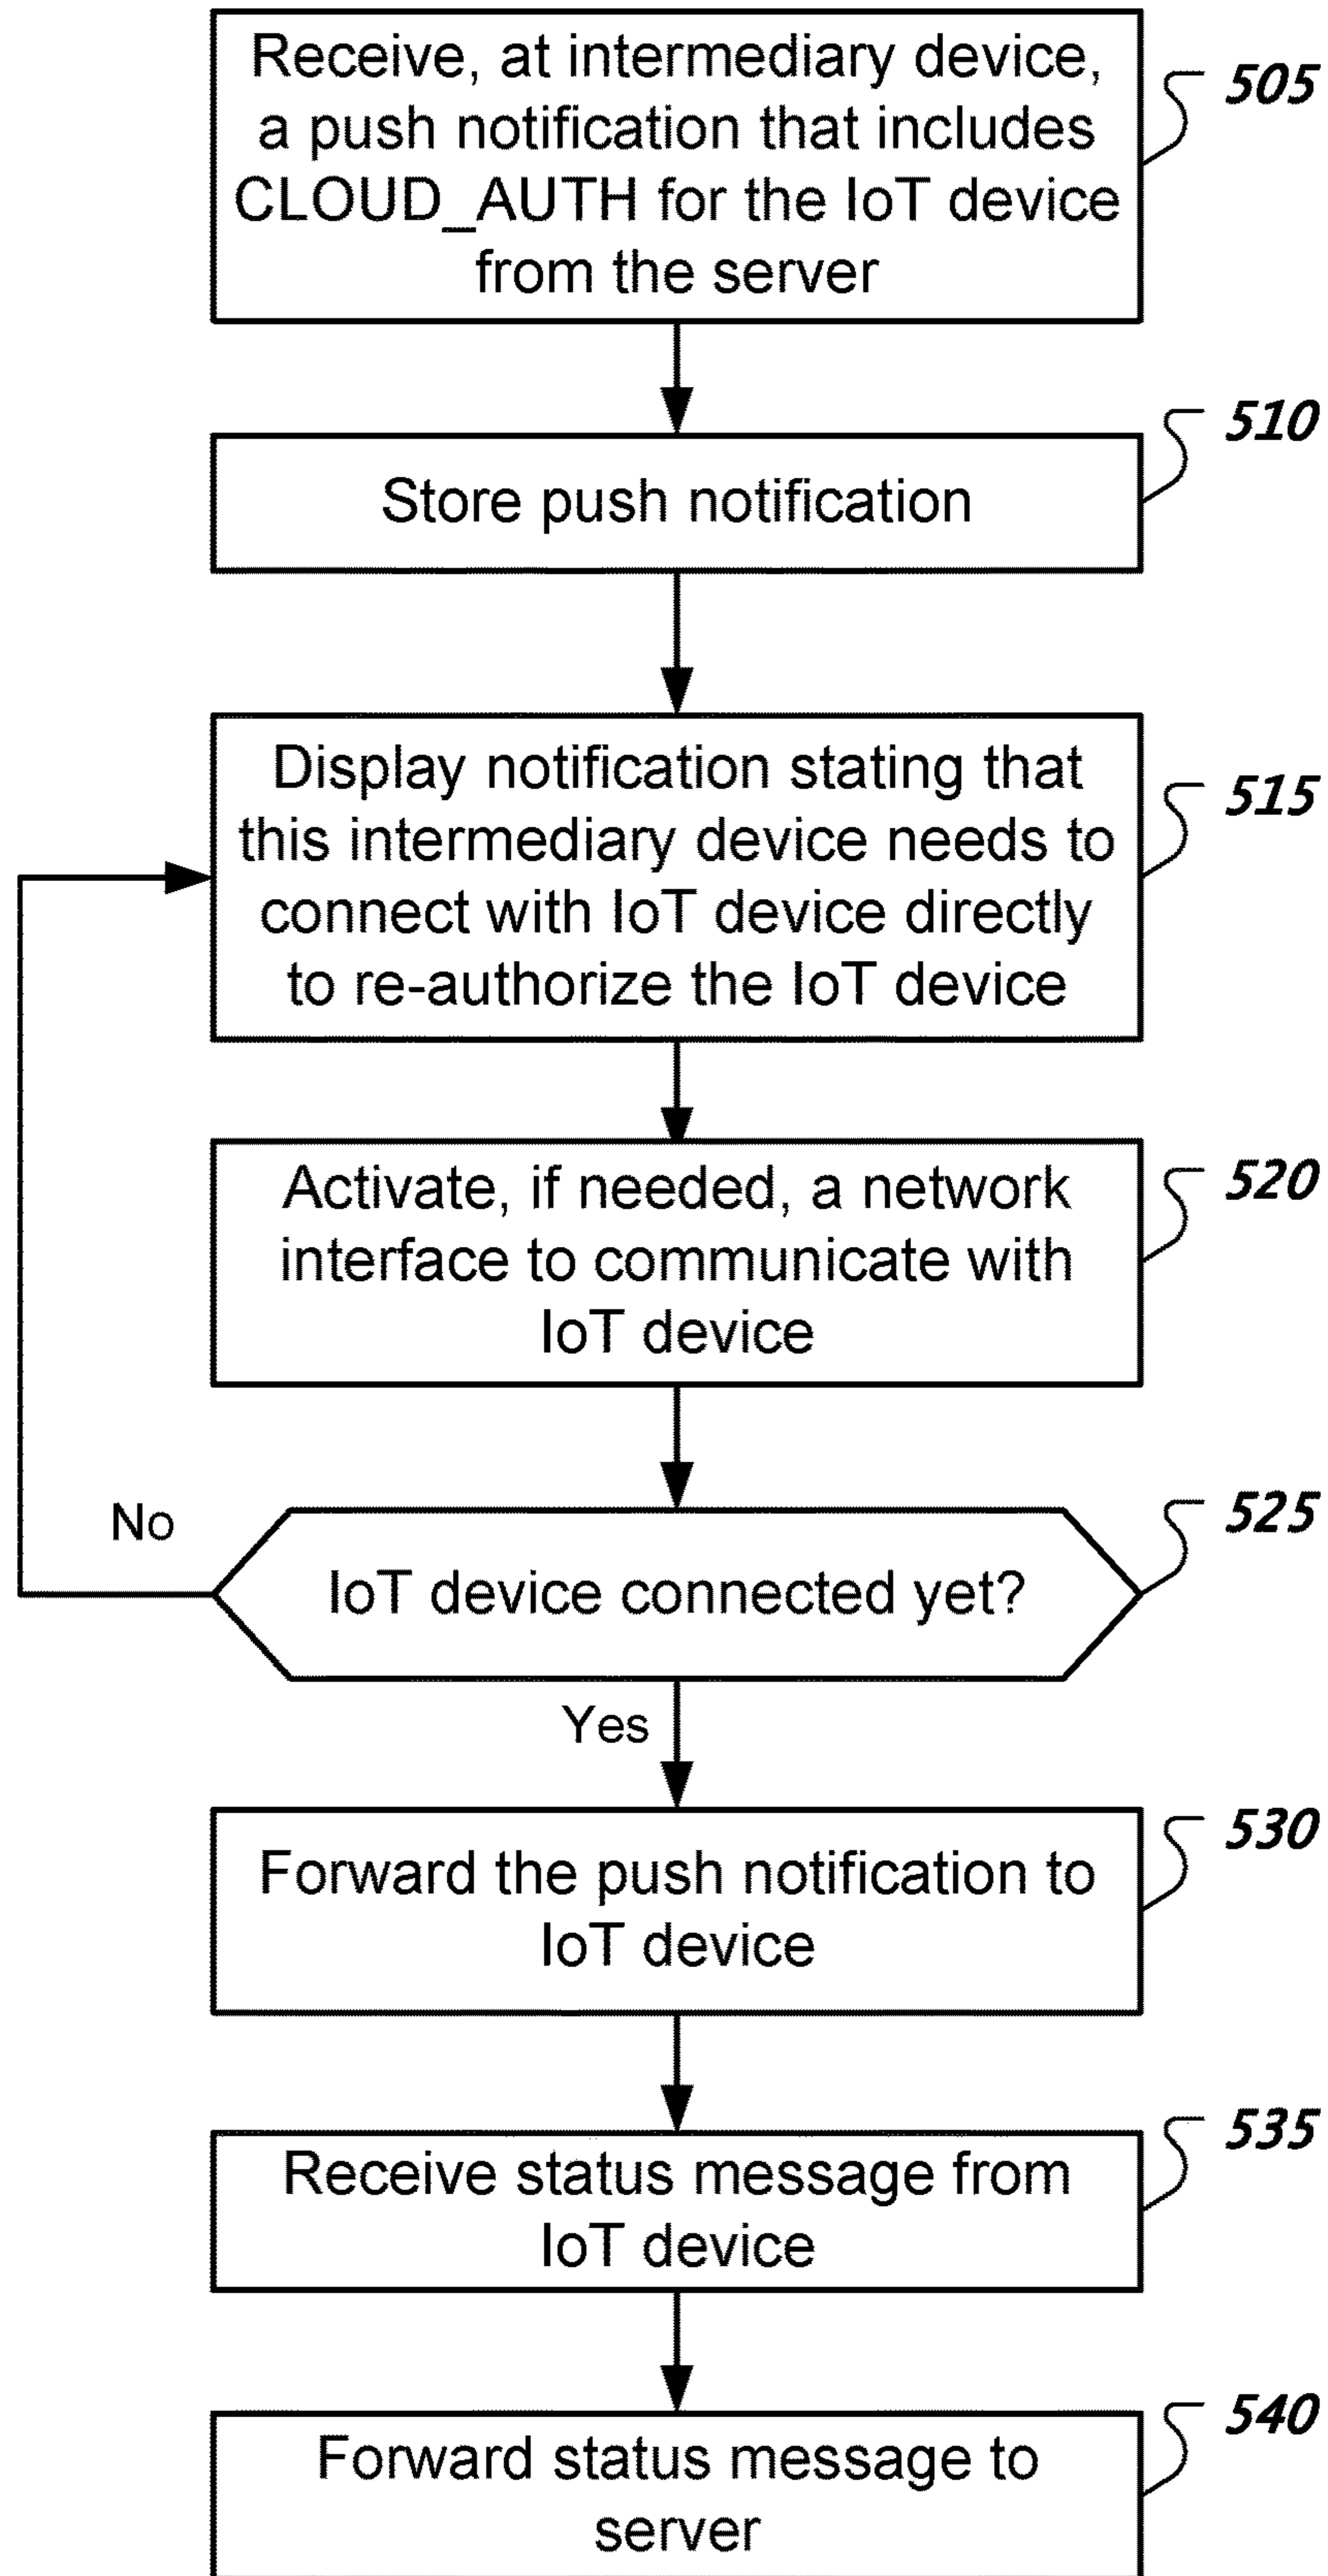 Receive, at intermediary device,
a push notification that includes
CLOUD_AUTH for the IoT device
from the server
505
Store push notification
510
Display notification stating that
this intermediary device needs to
connect with IoT device directly
to re-authorize the IoT device
515
Activate, if needed, a network
interface to communicate with
IoT device
520
IoT device connected yet?
525
No
Yes
Forward the push notification to
IoT device
530
Receive status message from
IoT device
535
Forward status message to
server
540